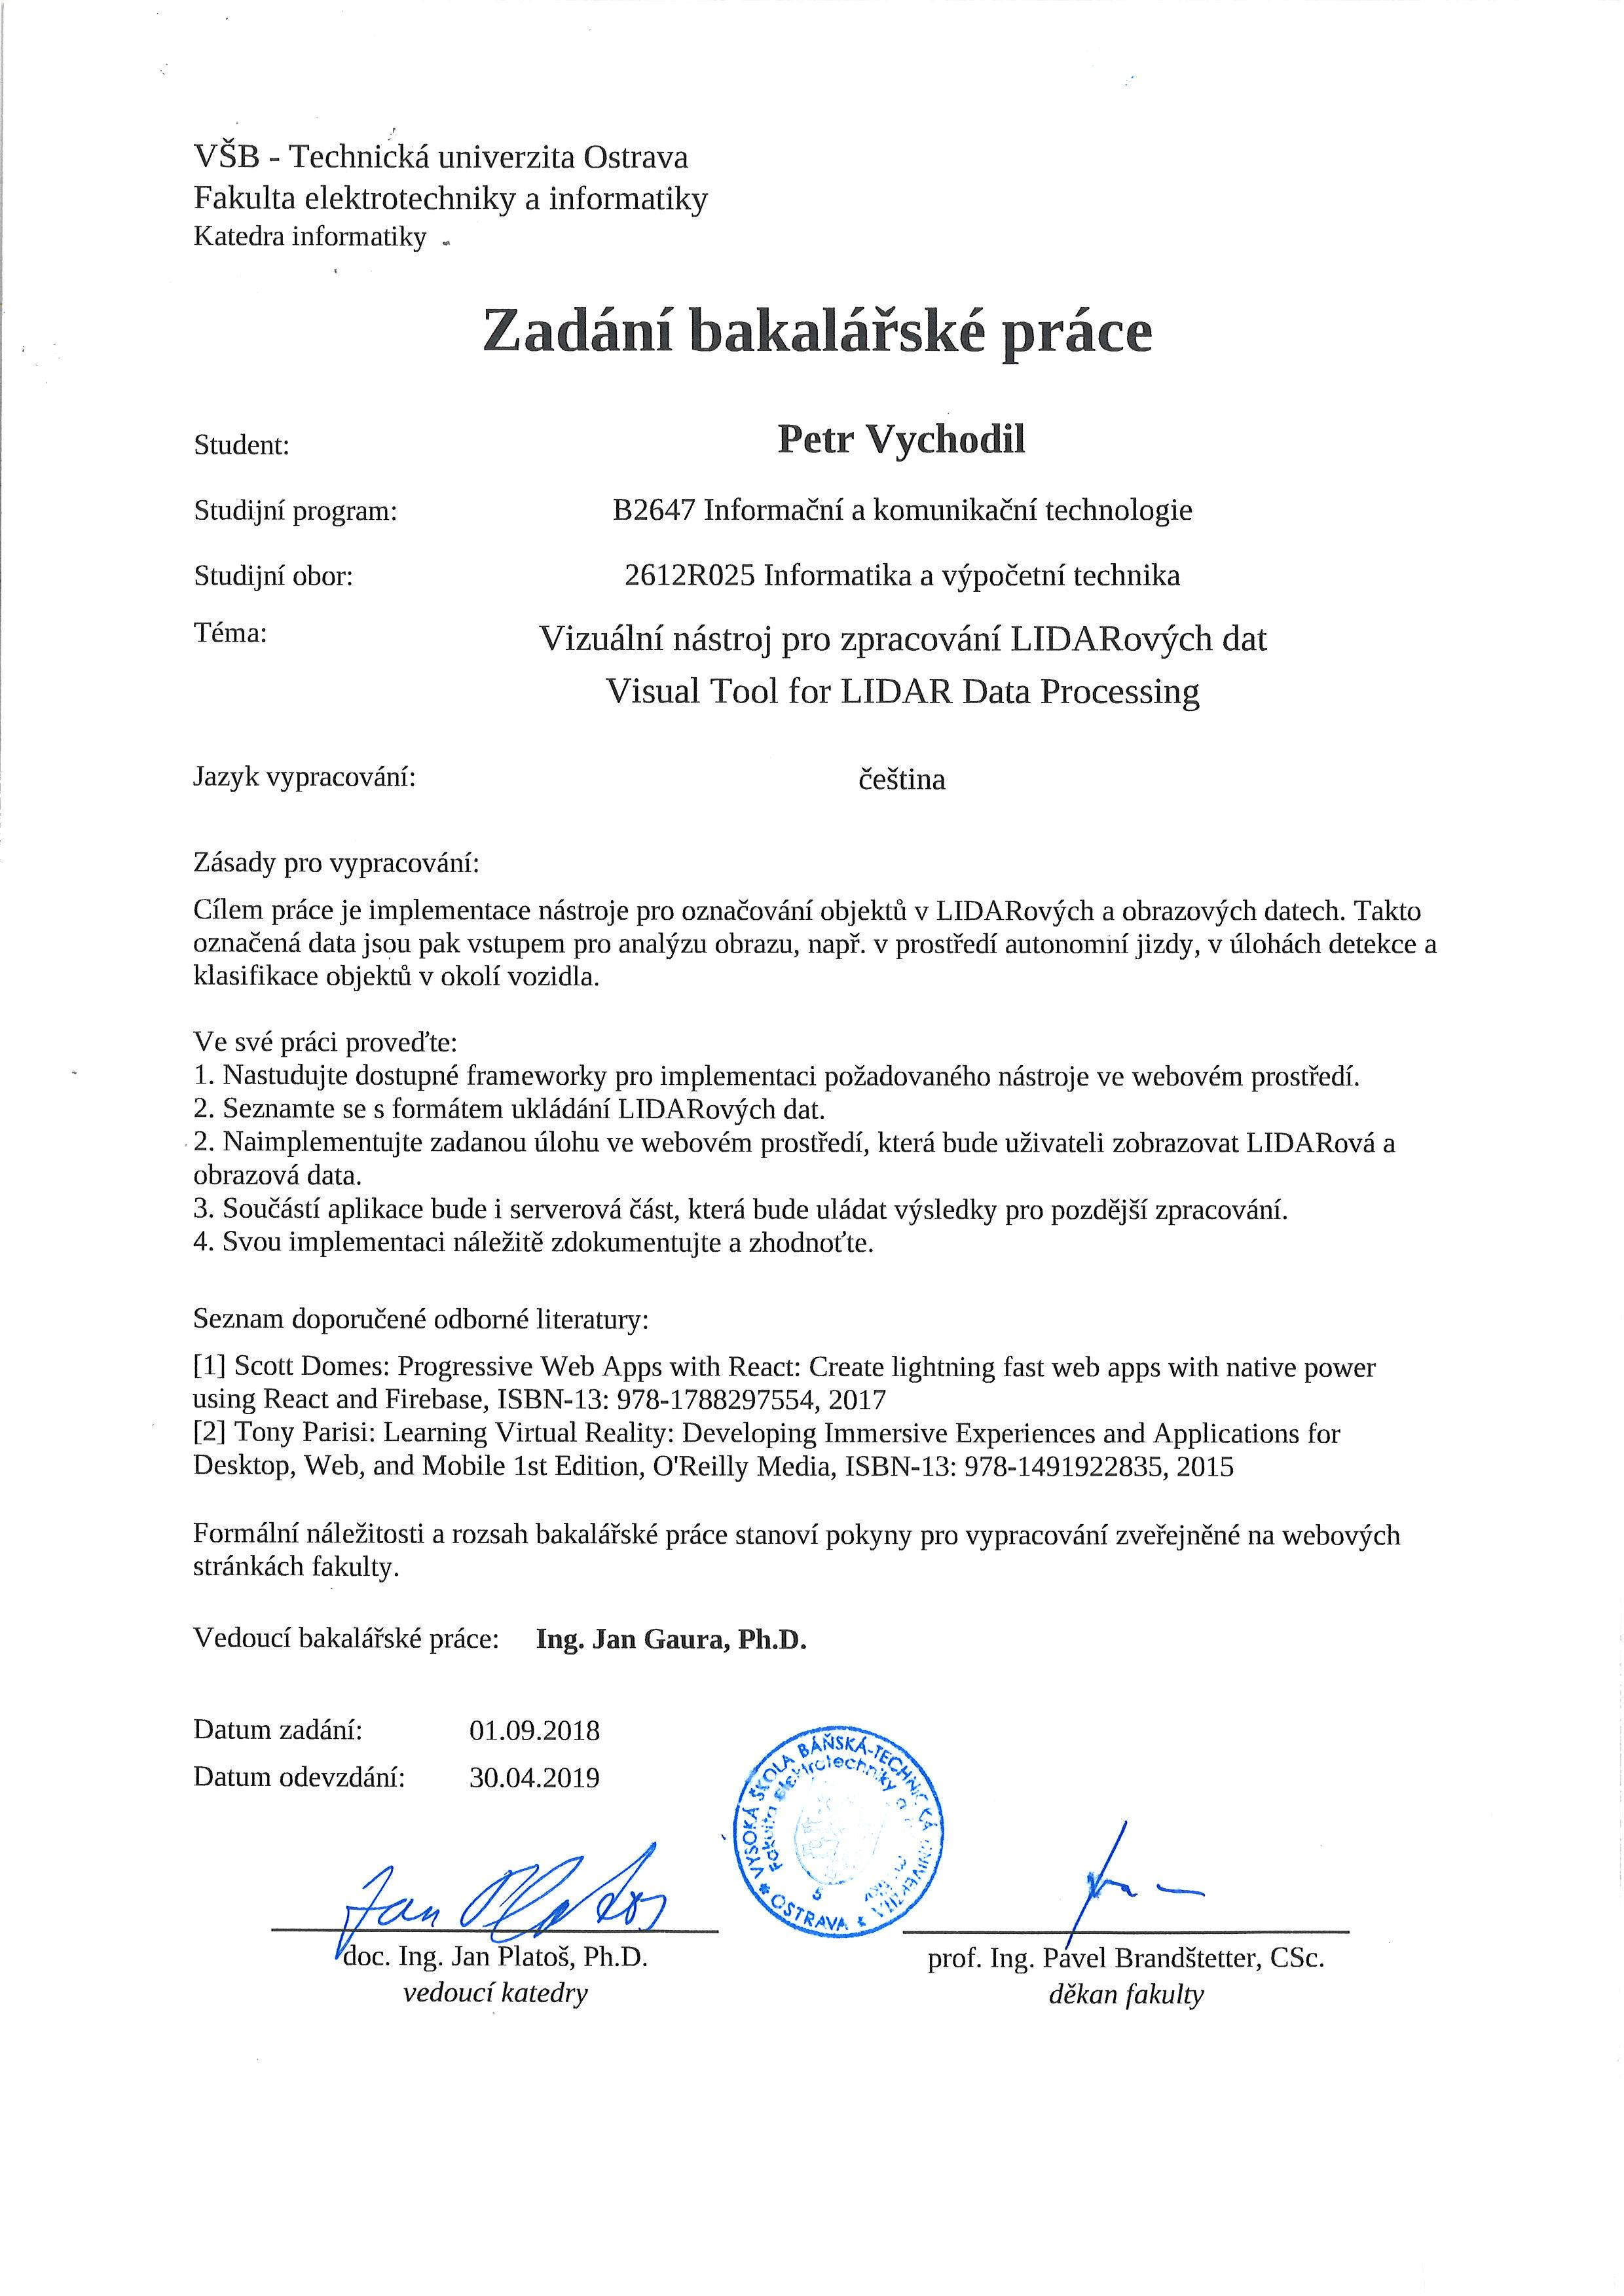 VŠB - Technická univerzita Ostrava
Fakulta elektrotechniky a informatiky
Katedra informatiky
Zadání bakalářské práce
Student: Petr Vychodil
Studijní program: B2647 Informační a komunikační technologie
Studijní obor: 2612R025 Informatika a výpočetní technika
Téma: Vizuální nástroj pro zpracování LIDARových dat
Visual Tool for LIDAR Data Processing
Jazyk vypracování: čeština
Zásady pro vypracování:
Cílem práce je implementace nástroje pro označování objektů v LIDARových a obrazových datech. Takto
označená data jsou pak vstupem pro analýzu obrazu, např. v prostředí autonomní jizdy, v úlohách detekce a
klasifikace objektů v okolí vozidla.
Ve své práci proveďte:
1. Nastudujte dostupné frameworky pro implementaci požadovaného nástroje ve webovém prostředí.
2. Seznamte se s formátem ukládání LIDARových dat.
2. Naimplementujte zadanou úlohu ve webovém prostředí, která bude uživateli zobrazovat LIDARová a
obrazová data.
3. Součástí aplikace bude i serverová část, která bude uládat výsledky pro pozdější zpracování.
4. Svou implementaci náležitě zdokumentujte a zhodnoťte.
Seznam doporučené odborné literatury:
[1] Scott Domes: Progressive Web Apps with React: Create lightning fast web apps with native power
using React and Firebase, ISBN-13: 978-1788297554, 2017
[2] Tony Parisi: Learning Virtual Reality: Developing Immersive Experiences and Applications for
Desktop, Web, and Mobile 1st Edition, O'Reilly Media, ISBN-13: 978-1491922835, 2015
Formální náležitosti a rozsah bakalářské práce stanoví pokyny pro vypracování zveřejněné na webových
stránkách fakulty.
Vedoucí bakalářské práce: Ing. Jan Gaura, Ph.D.
Datum zadání: 01.09.2018
Datum odevzdání: 30.04.2019
VYSOKÁ ŠKOLA BÁŇSKÁ-TECHNICKÁ UNIVERZITA * OSTRAVA *
Fakulta elektrotechniky a
5
Jan Platoš
doc. Ing. Jan Platoš, Ph.D.
vedoucí katedry
prof. Ing. Pavel Brandštetter, CSc.
děkan fakulty